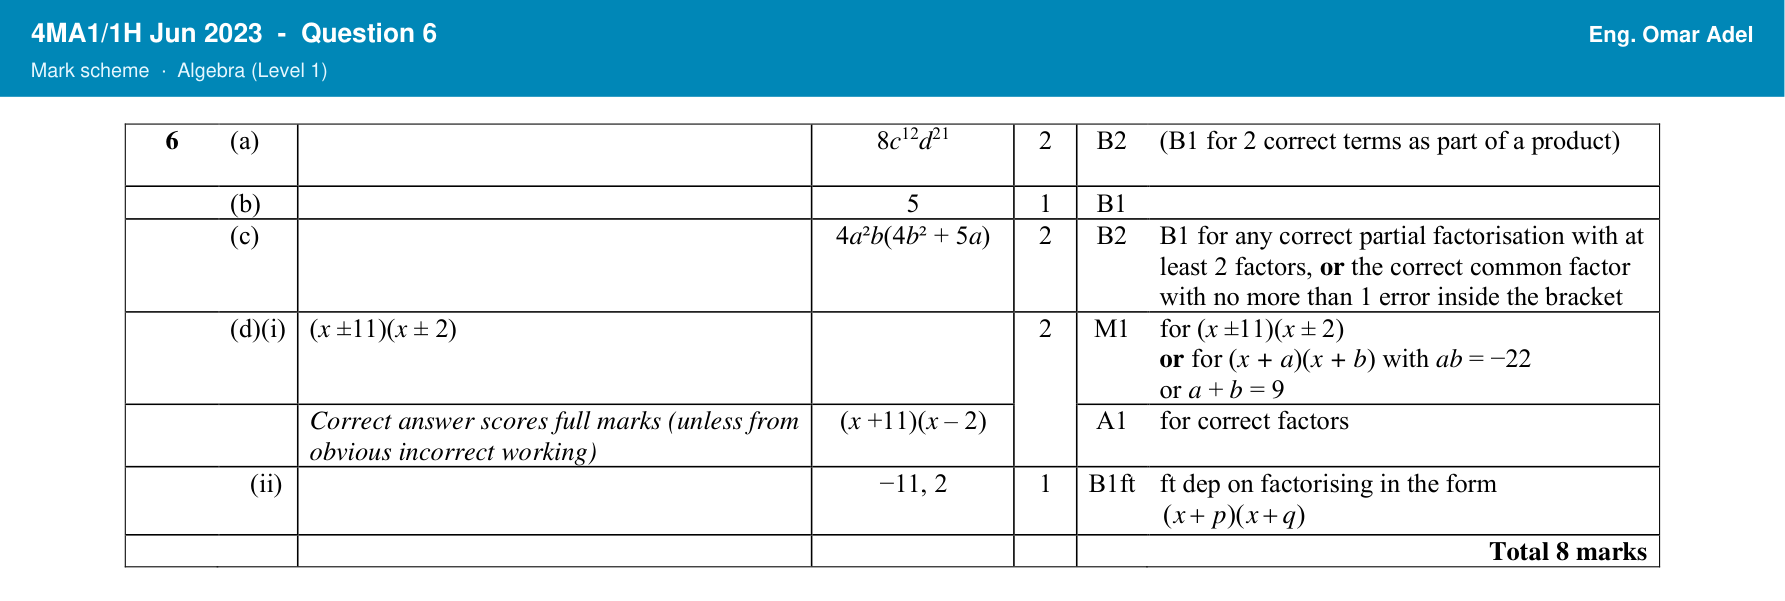 4MA1/1H Jun 2023 - Question 6
Eng. Omar Adel
Mark scheme · Algebra (Level 1)
6 (a) 8c¹²d²¹ 2 B2 (B1 for 2 correct terms as part of a product)
(b) 5 1 B1
(c) 4a²b(4b² + 5a) 2 B2 B1 for any correct partial factorisation with at
least 2 factors, or the correct common factor
with no more than 1 error inside the bracket
(d)(i) (x ±11)(x ± 2) 2 M1 for (x ±11)(x ± 2)
or for (x + a)(x + b) with ab = −22
or a + b = 9
Correct answer scores full marks (unless from (x +11)(x – 2) A1 for correct factors
obvious incorrect working)
(ii) −11, 2 1 B1ft ft dep on factorising in the form
(x + p)(x + q)
Total 8 marks